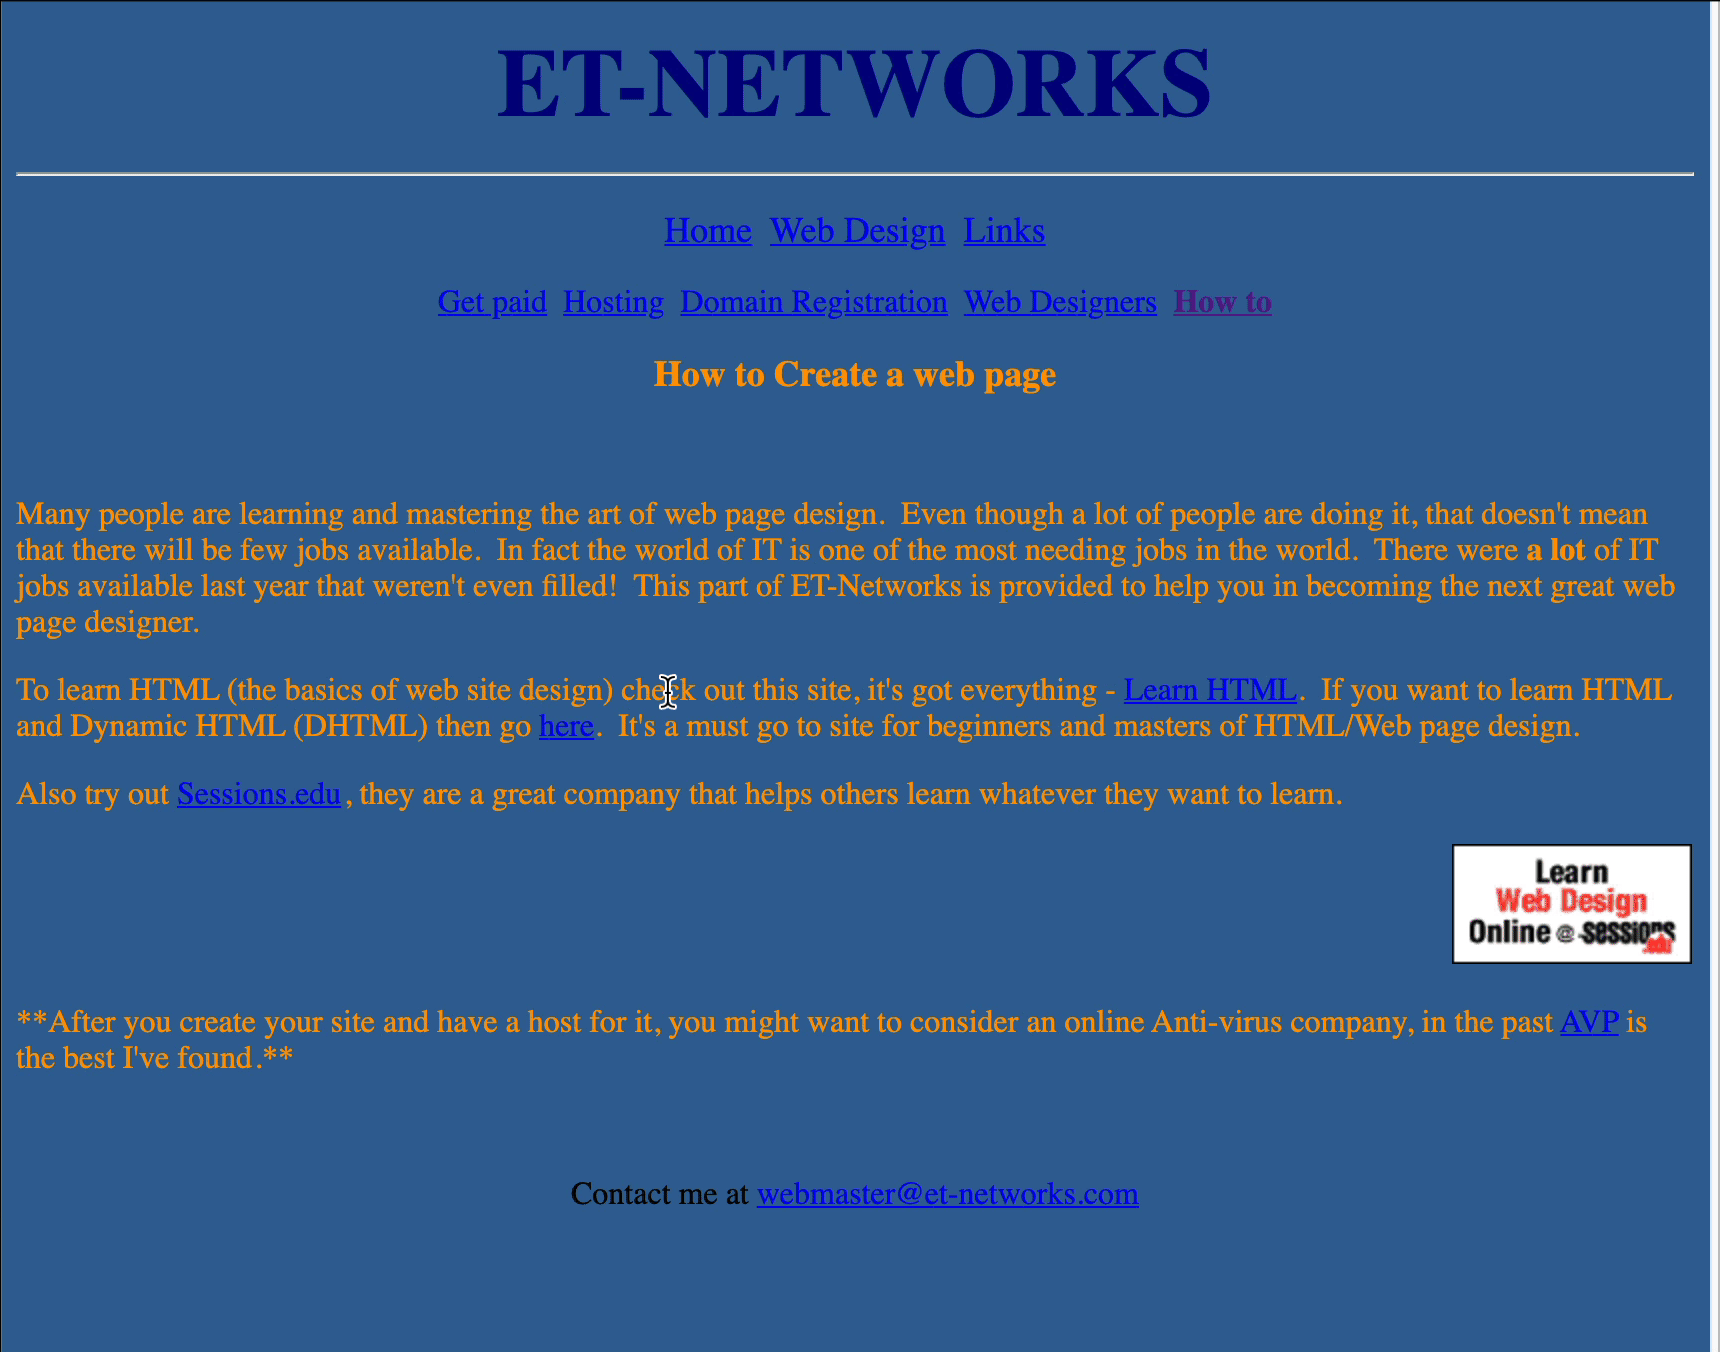 ET-NETWORKS
Home Web Design Links
Get paid Hosting Domain Registration Web Designers How to
How to Create a web page
Many people are learning and mastering the art of web page design. Even though a lot of people are doing it, that doesn't mean
that there will be few jobs available. In fact the world of IT is one of the most needing jobs in the world. There were a lot of IT
jobs available last year that weren't even filled! This part of ET-Networks is provided to help you in becoming the next great web
page designer.
To learn HTML (the basics of web site design) check out this site, it's got everything - Learn HTML. If you want to learn HTML
and Dynamic HTML (DHTML) then go here. It's a must go to site for beginners and masters of HTML/Web page design.
Also try out Sessions.edu, they are a great company that helps others learn whatever they want to learn.
Learn
Web Design
Online @ sessions
.edu
**After you create your site and have a host for it, you might want to consider an online Anti-virus company, in the past AVP is
the best I've found.**
Contact me at webmaster@et-networks.com